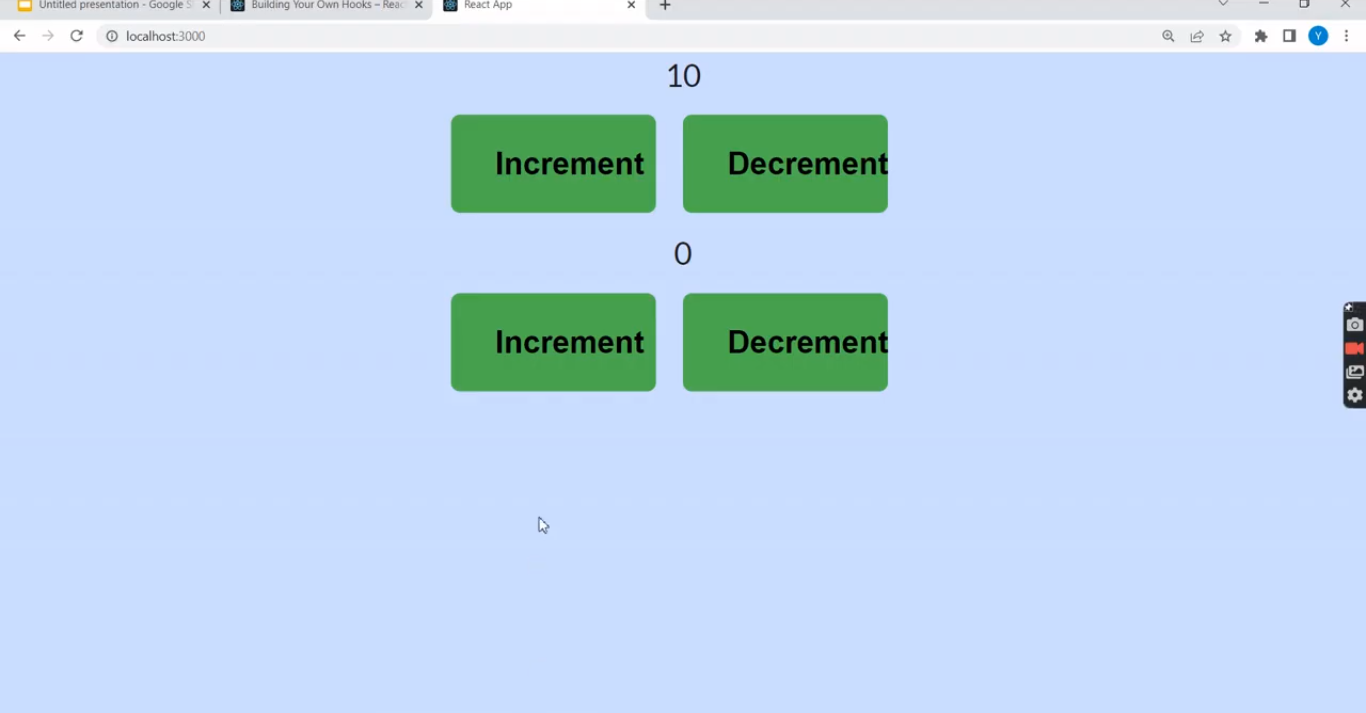 Untitled presentation - Google S
Building Your Own Hooks – Reac
React App
localhost:3000
Y
10
Increment
Decrement
0
Increment
Decrement